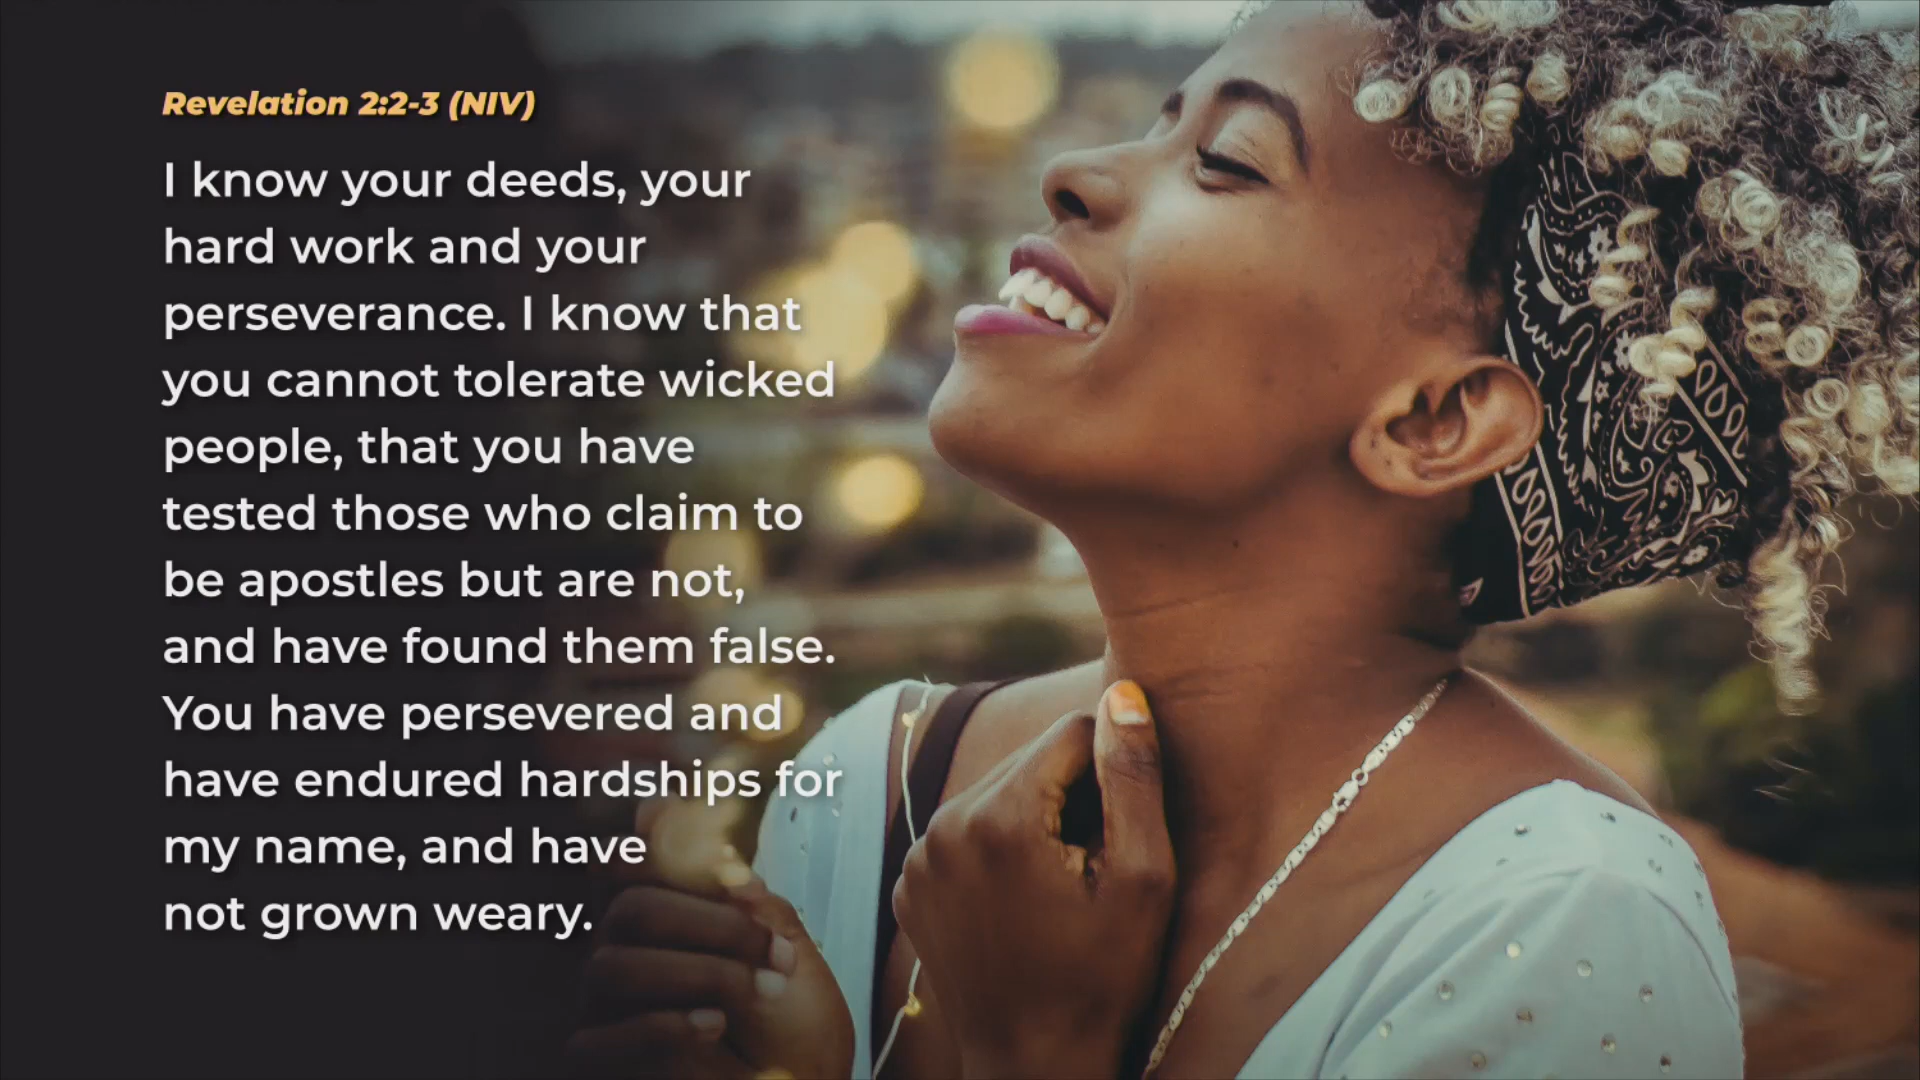 Revelation 2:2-3 (NIV)
I know your deeds, your
hard work and your
perseverance. I know that
you cannot tolerate wicked
people, that you have
tested those who claim to
be apostles but are not,
and have found them false.
You have persevered and
have endured hardships for
my name, and have
not grown weary.